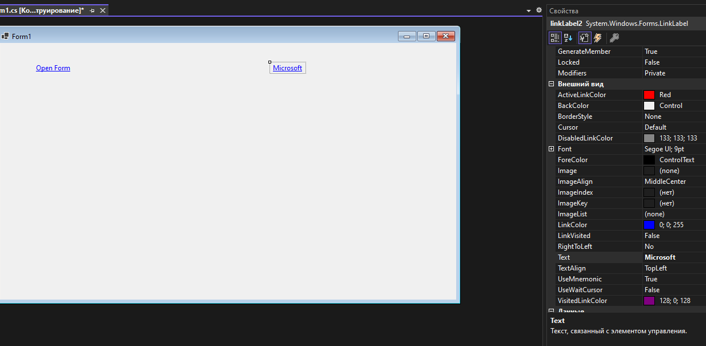 m1.cs [Ко...труирование]*
Form1
Open Form
Microsoft
Свойства
linkLabel2 System.Windows.Forms.LinkLabel
GenerateMember True
Locked False
Modifiers Private
Внешний вид
ActiveLinkColor Red
BackColor Control
BorderStyle None
Cursor Default
DisabledLinkColor 133; 133; 133
Font Segoe UI; 9pt
ForeColor ControlText
Image (none)
ImageAlign MiddleCenter
ImageIndex (нет)
ImageKey (нет)
ImageList (none)
LinkColor 0; 0; 255
LinkVisited False
RightToLeft No
Text Microsoft
TextAlign TopLeft
UseMnemonic True
UseWaitCursor False
VisitedLinkColor 128; 0; 128
Данные
Text
Текст, связанный с элементом управления.